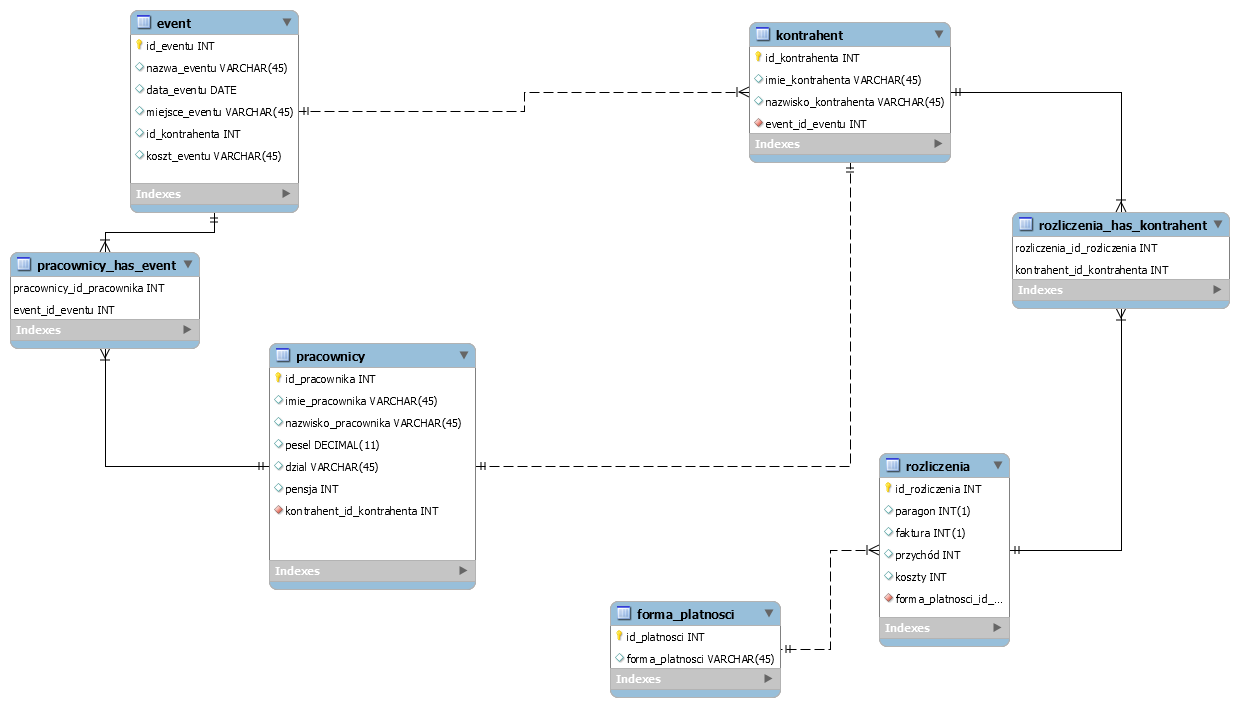 event
id_eventu INT
nazwa_eventu VARCHAR(45)
data_eventu DATE
miejsce_eventu VARCHAR(45)
id_kontrahenta INT
koszt_eventu VARCHAR(45)
Indexes
kontrahent
id_kontrahenta INT
imie_kontrahenta VARCHAR(45)
nazwisko_kontrahenta VARCHAR(45)
event_id_eventu INT
Indexes
rozliczenia_has_kontrahent
rozliczenia_id_rozliczenia INT
kontrahent_id_kontrahenta INT
Indexes
pracownicy_has_event
pracownicy_id_pracownika INT
event_id_eventu INT
Indexes
pracownicy
id_pracownika INT
imie_pracownika VARCHAR(45)
nazwisko_pracownika VARCHAR(45)
pesel DECIMAL(11)
dzial VARCHAR(45)
pensja INT
kontrahent_id_kontrahenta INT
Indexes
rozliczenia
id_rozliczenia INT
paragon INT(1)
faktura INT(1)
przychód INT
koszty INT
forma_platnosci_id_...
Indexes
forma_platnosci
id_platnosci INT
forma_platnosci VARCHAR(45)
Indexes